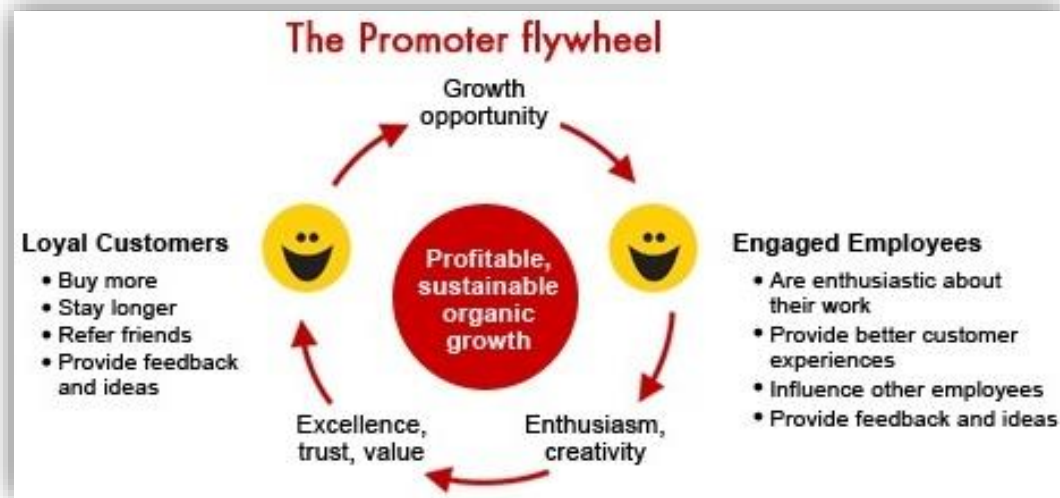 The Promoter flywheel
Growth
opportunity
Loyal Customers
• Buy more
• Stay longer
• Refer friends
• Provide feedback
and ideas
Profitable,
sustainable
organic
growth
Engaged Employees
• Are enthusiastic about
their work
• Provide better customer
experiences
• Influence other employees
• Provide feedback and ideas
Excellence,
trust, value
Enthusiasm,
creativity